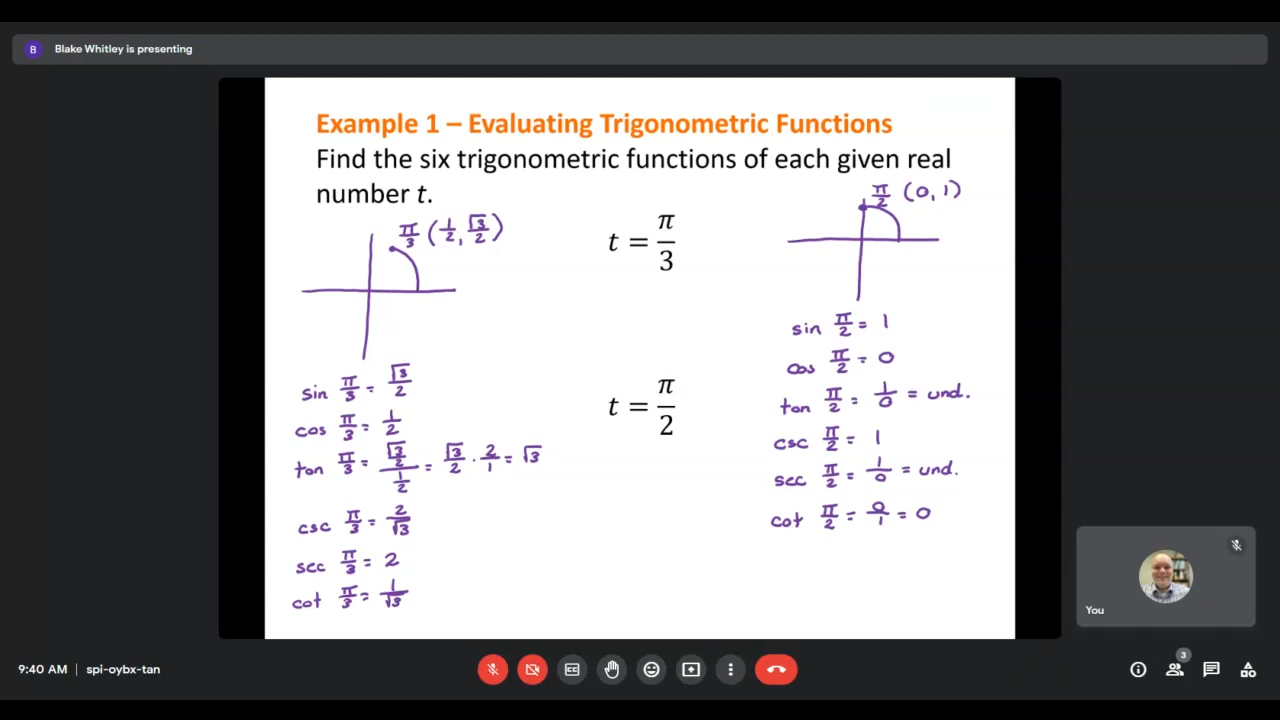 B Blake Whitley is presenting
Example 1 – Evaluating Trigonometric Functions
Find the six trigonometric functions of each given real
number t.
π/3 (1/2, √3/2)
t = π/3
π/2 (0, 1)
sin π/3 = √3/2
cos π/3 = 1/2
tan π/3 = (√3/2)/(1/2) = √3/2 · 2/1 = √3
csc π/3 = 2/√3
sec π/3 = 2
cot π/3 = 1/√3
t = π/2
sin π/2 = 1
cos π/2 = 0
tan π/2 = 1/0 = und.
csc π/2 = 1
sec π/2 = 1/0 = und.
cot π/2 = 0/1 = 0
You
9:40 AM | spi-oybx-tan
CC
3